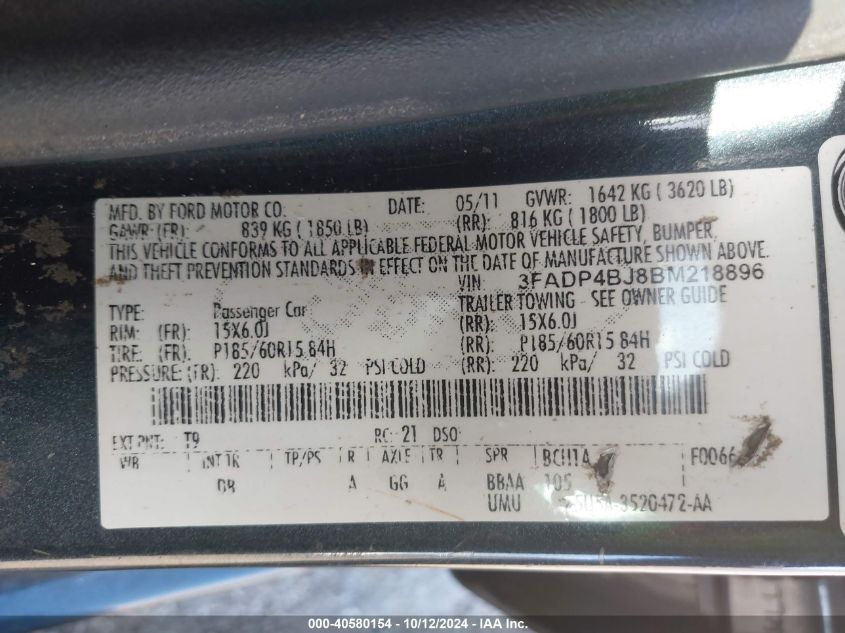 MFD. BY FORD MOTOR CO. DATE: 05/11 GVWR: 1642 KG ( 3620 LB)
GAWR: (FR): 839 KG ( 1850 LB) (RR): 816 KG ( 1800 LB)
THIS VEHICLE CONFORMS TO ALL APPLICABLE FEDERAL MOTOR VEHICLE SAFETY, BUMPER,
AND THEFT PREVENTION STANDARDS IN EFFECT ON THE DATE OF MANUFACTURE SHOWN ABOVE.
VIN: 3FADP4BJ8BM218896
TYPE: Passenger Car TRAILER TOWING - SEE OWNER GUIDE
RIM: (FR): 15X6.0J (RR): 15X6.0J
TIRE: (FR): P185/60R15 84H (RR): P185/60R15 84H
PRESSURE: (FR): 220 kPa/ 32 PSI COLD (RR): 220 kPa/ 32 PSI COLD
EXT PNT: T9 RC: 21 DSO:
WB INT TR TP/PS R AXLE TR SPR BCH1A F0066
DB A GG A BBAA 105
UMU 3520472-AA
000-40580154 - 10/12/2024 - IAA Inc.